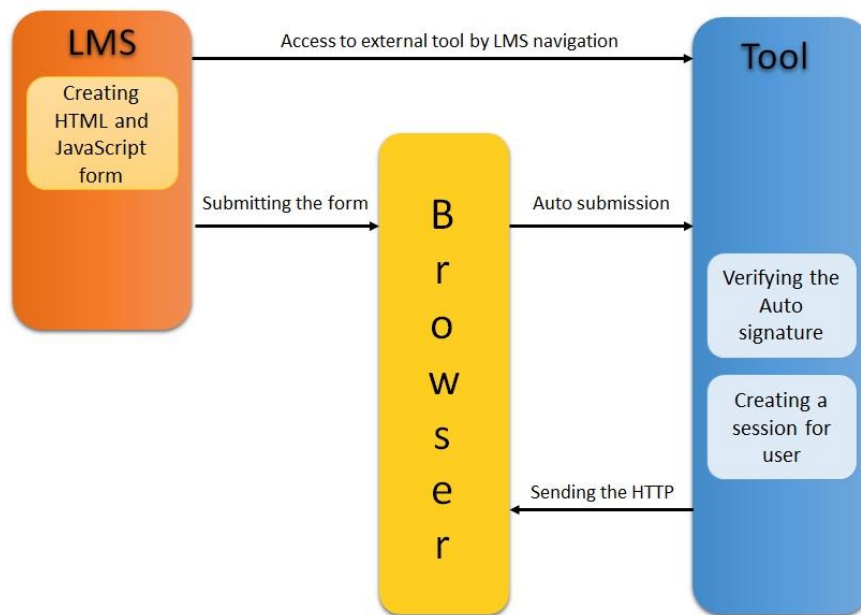 LMS
Creating
HTML and
JavaScript
form
Access to external tool by LMS navigation
Tool
Submitting the form
Browser
Auto submission
Verifying the
Auto
signature
Creating a
session for
user
Sending the HTTP